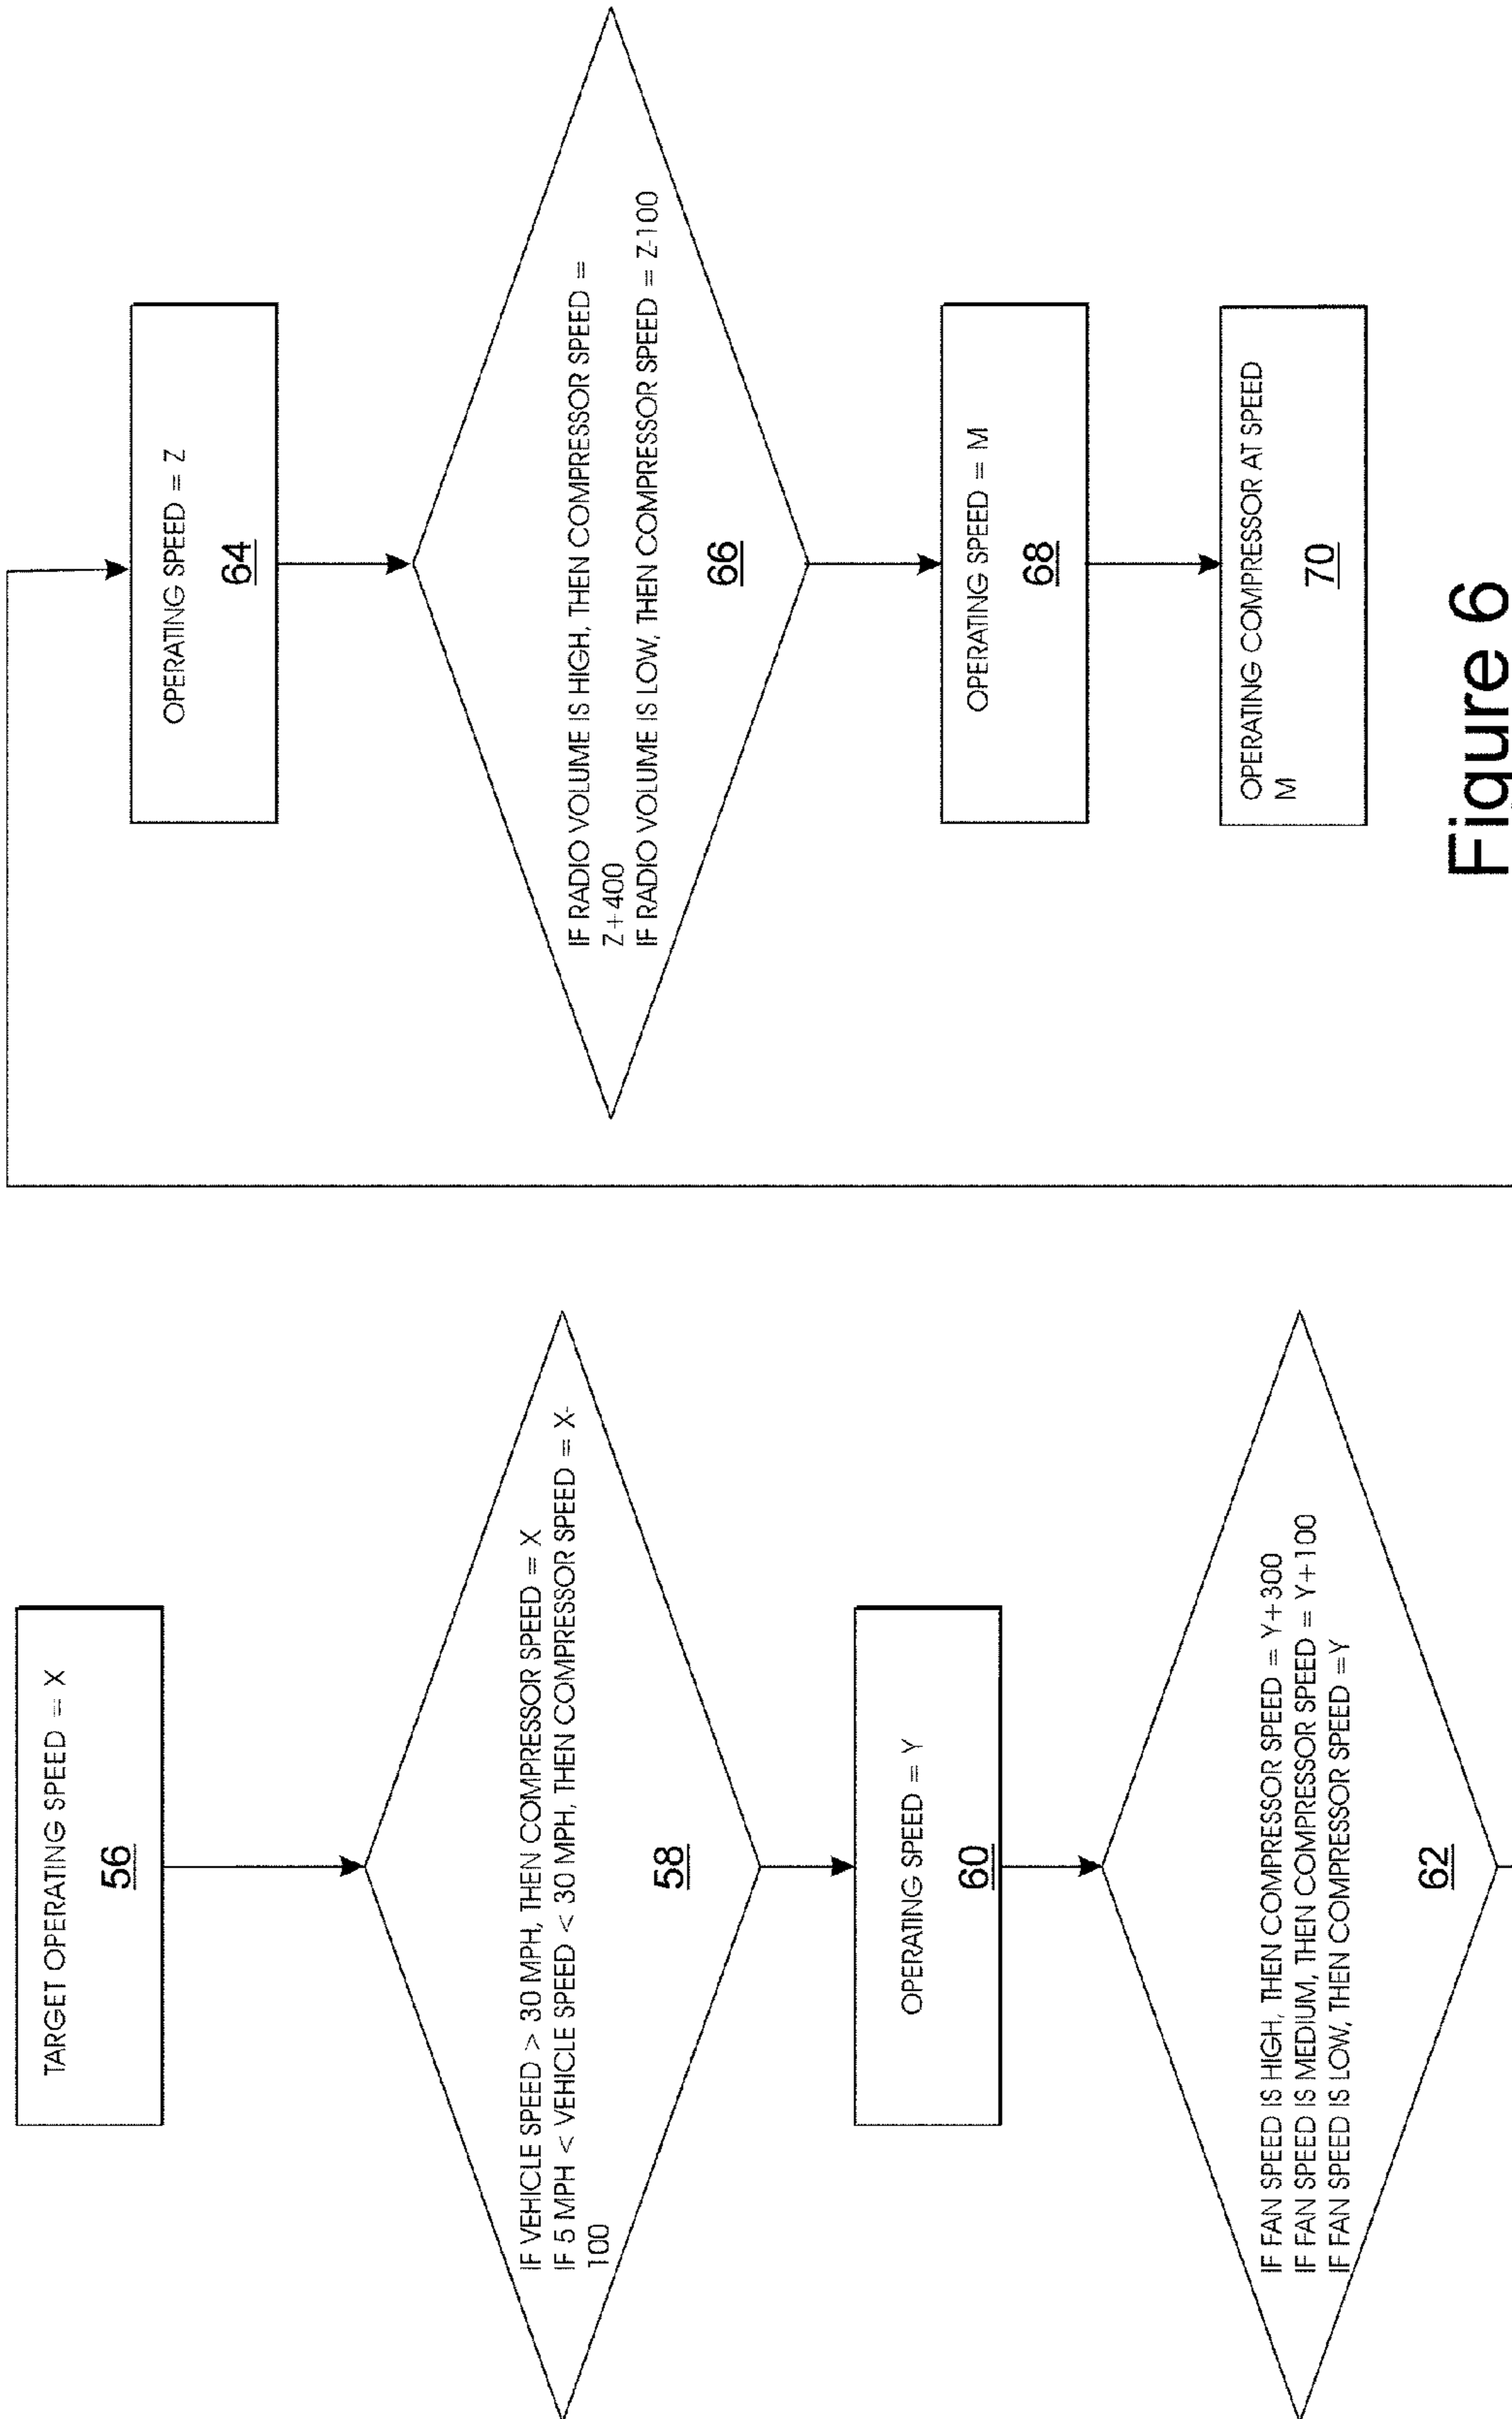 TARGET OPERATING SPEED = X
56
IF VEHICLE SPEED > 30 MPH, THEN COMPRESSOR SPEED = X
IF 5 MPH < VEHICLE SPEED < 30 MPH, THEN COMPRESSOR SPEED = X-
100
58
OPERATING SPEED = Y
60
IF FAN SPEED IS HIGH, THEN COMPRESSOR SPEED = Y+300
IF FAN SPEED IS MEDIUM, THEN COMPRESSOR SPEED = Y+100
IF FAN SPEED IS LOW, THEN COMPRESSOR SPEED =Y
62
OPERATING SPEED = Z
64
IF RADIO VOLUME IS HIGH, THEN COMPRESSOR SPEED =
Z+400
IF RADIO VOLUME IS LOW, THEN COMPRESSOR SPEED = Z-100
66
OPERATING SPEED = M
68
OPERATING COMPRESSOR AT SPEED
M
70
Figure 6